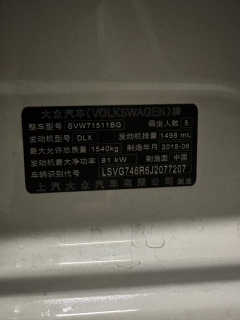 大众汽车(VOLKSWAGEN)牌
整车型号 SVW71511BG 乘坐人数 5
发动机型号 DLX 发动机排量 1498 mL
最大允许总质量 1540kg 制造年月 2018-06
发动机最大净功率 81 kW 制造国 中国
车辆识别代号 LSVG746R6J2077207
上汽大众汽车有限公司 制造